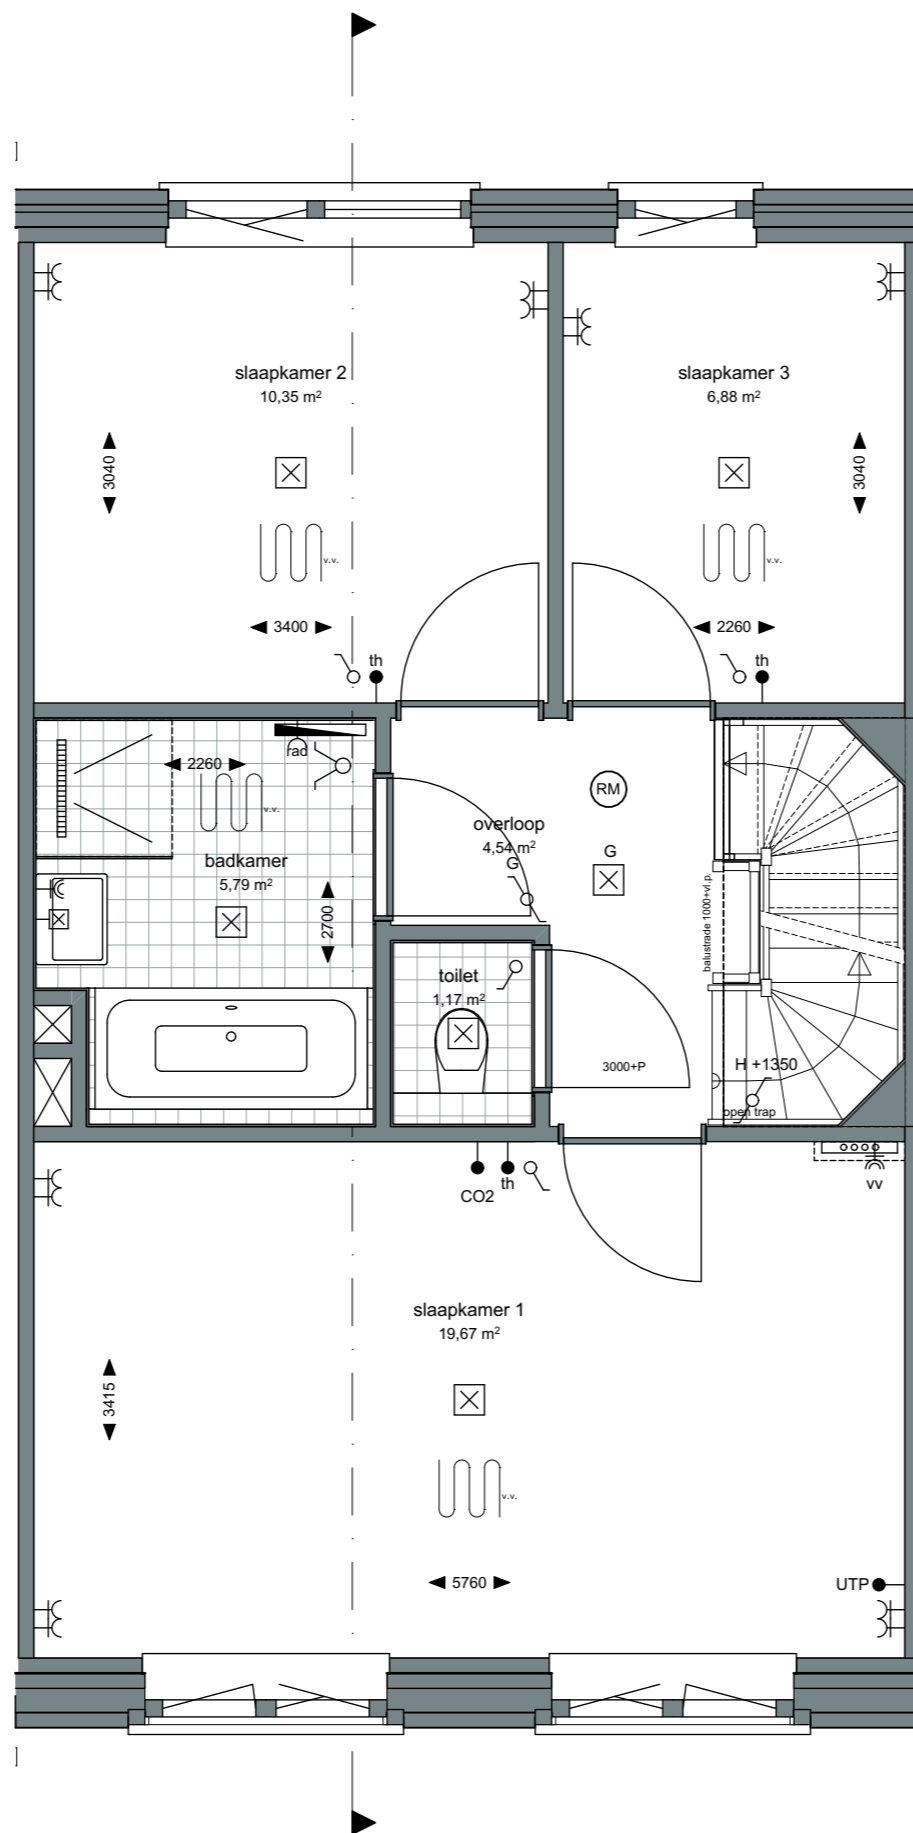 slaapkamer 2
10,35 m²
slaapkamer 3
6,88 m²
3040
3040
v.v.
v.v.
3400
2260
th
th
rad
2260
v.v.
RM
overloop
4,54 m²
G
G
badkamer
5,79 m²
2700
balustrade 1000+vl.p.
toilet
1,17 m²
3000+P
H +1350
open trap
CO2
th
vv
slaapkamer 1
19,67 m²
3415
v.v.
5760
UTP